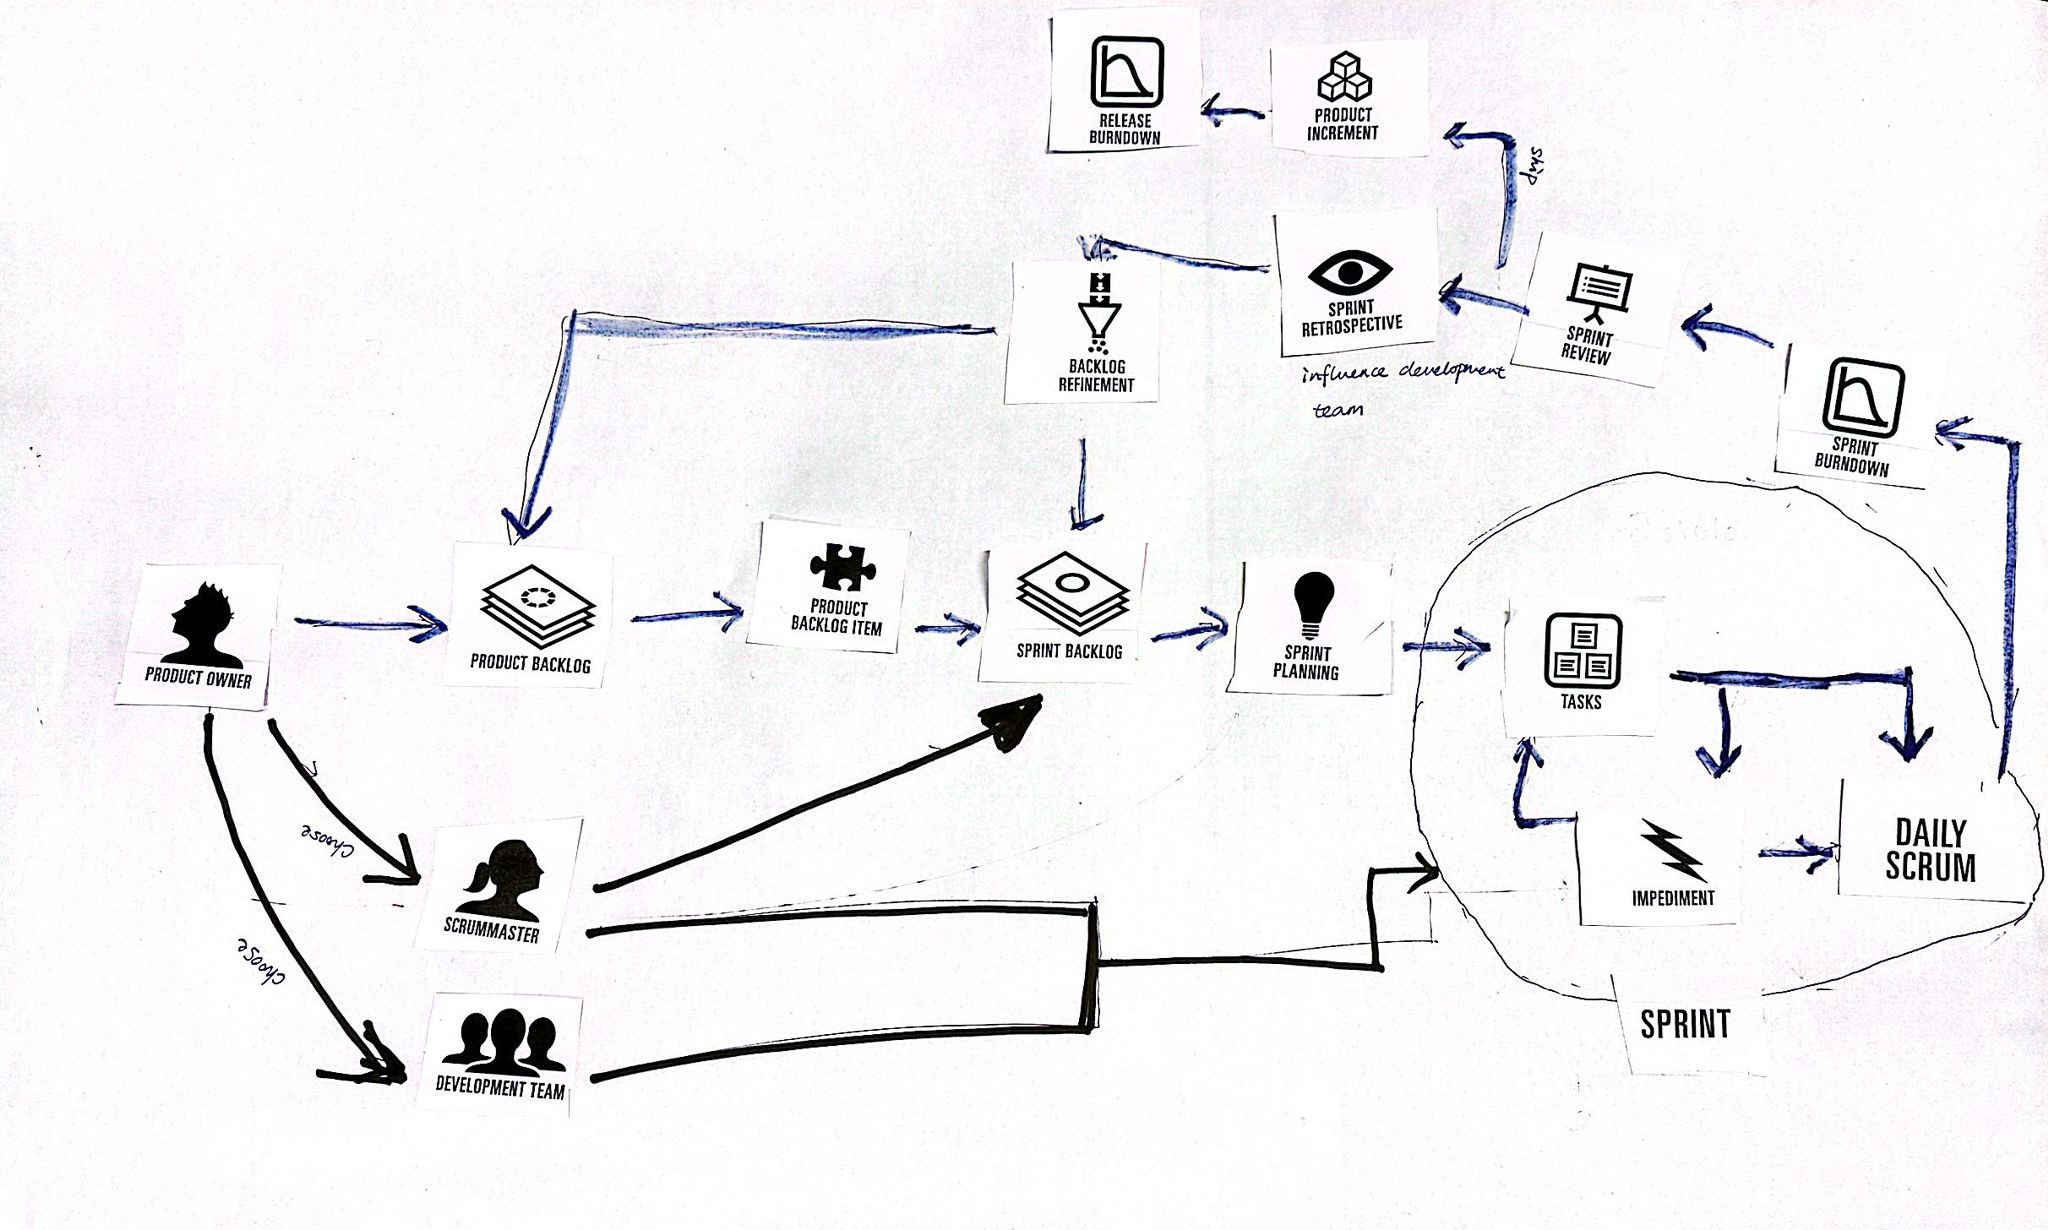 RELEASE
BURNDOWN
PRODUCT
INCREMENT
ship
SPRINT
RETROSPECTIVE
influence development
team
SPRINT
REVIEW
BACKLOG
REFINEMENT
SPRINT
BURNDOWN
PRODUCT OWNER
PRODUCT BACKLOG
PRODUCT
BACKLOG ITEM
SPRINT BACKLOG
SPRINT
PLANNING
TASKS
choose
SCRUMMASTER
IMPEDIMENT
DAILY
SCRUM
choose
DEVELOPMENT TEAM
SPRINT